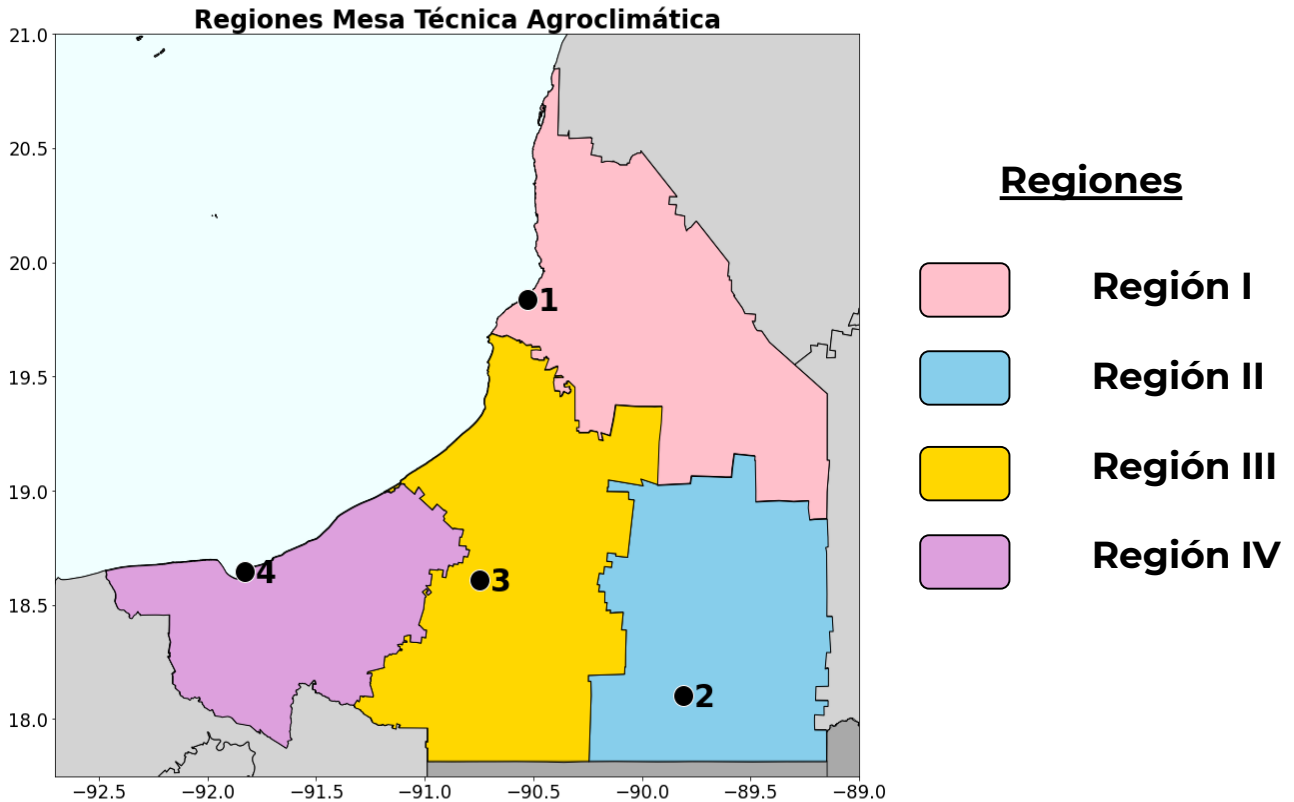 Regiones Mesa Técnica Agroclimática
21.0
20.5
20.0
19.5
19.0
18.5
18.0
−92.5 −92.0 −91.5 −91.0 −90.5 −90.0 −89.5 −89.0
1
4
3
2
Regiones
Región I
Región II
Región III
Región IV